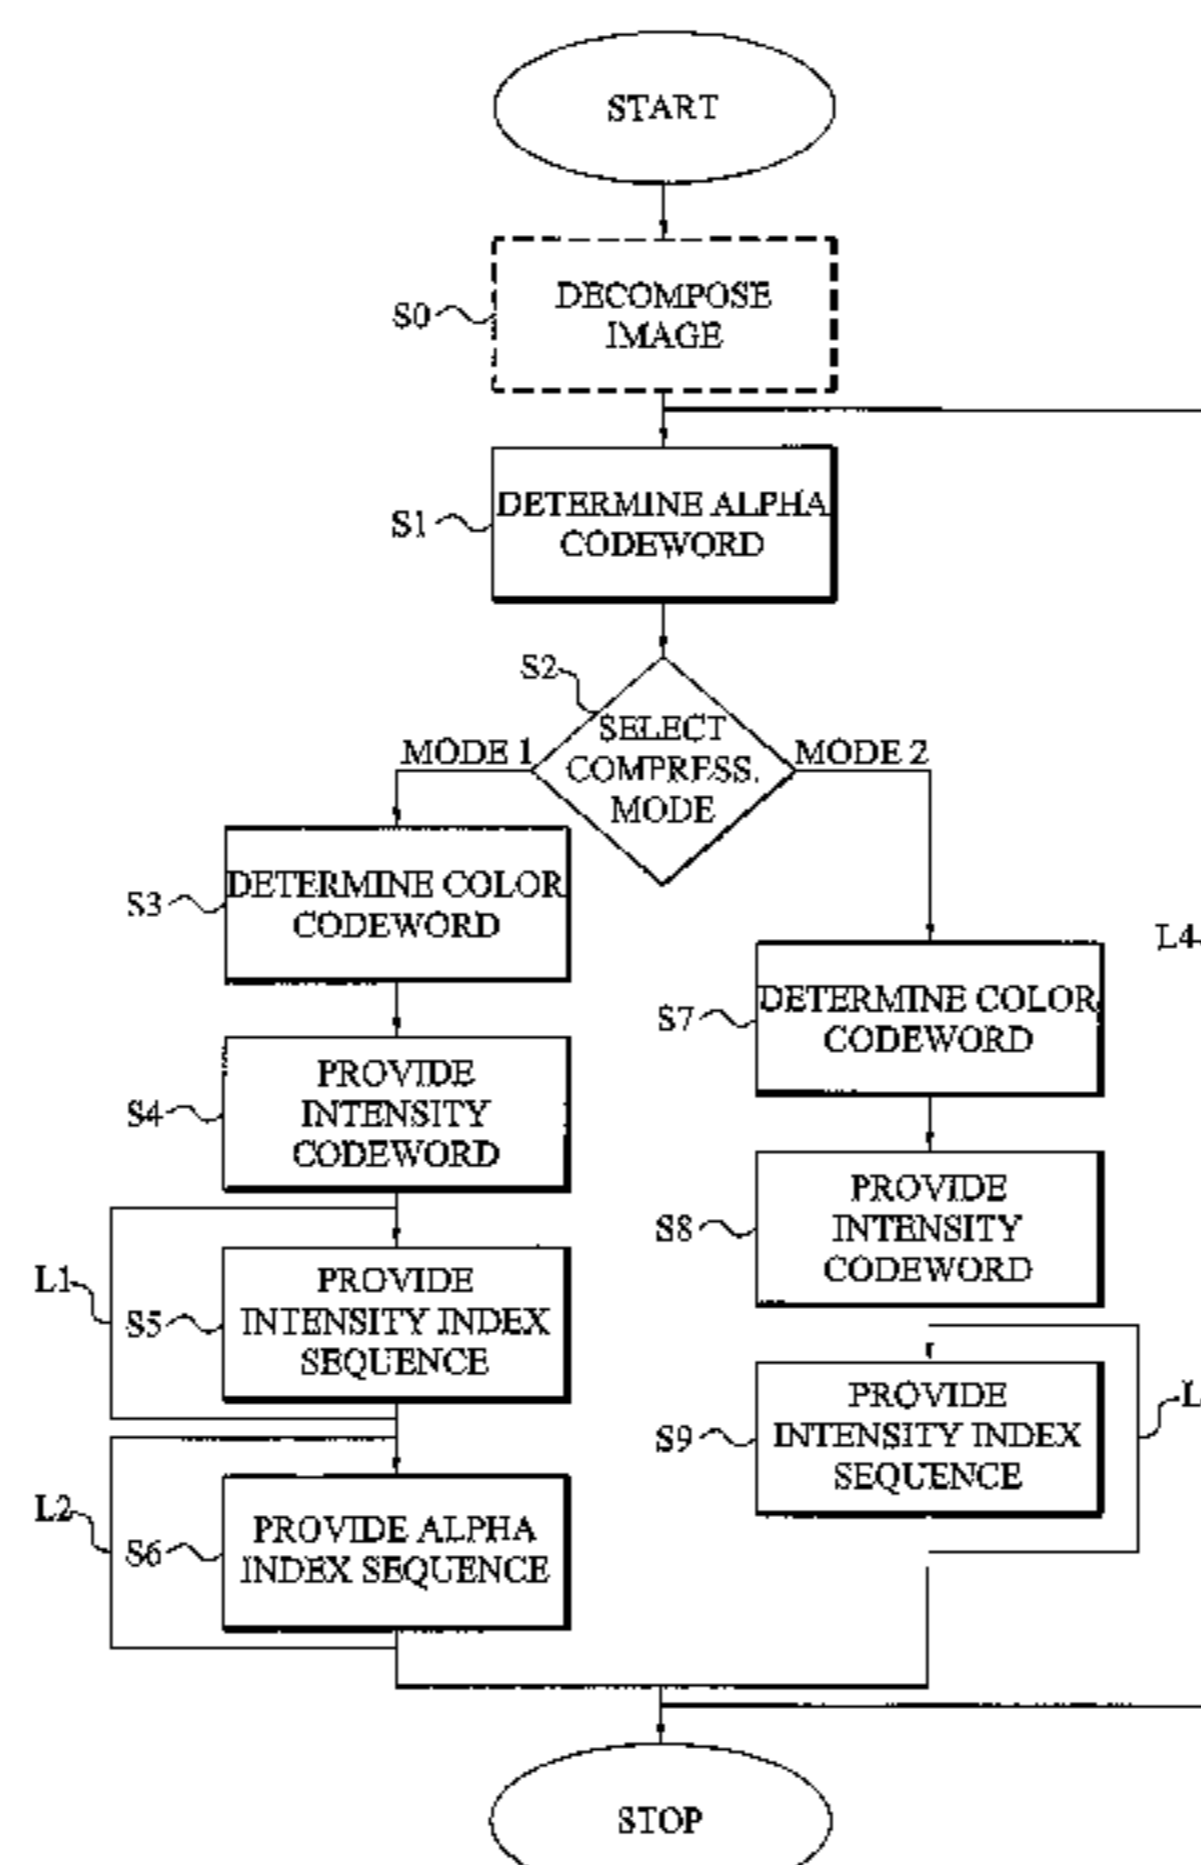 START
S0
DECOMPOSE
IMAGE
S1
DETERMINE ALPHA
CODEWORD
S2
SELECT
COMPRESS.
MODE
MODE 1
MODE 2
S3
DETERMINE COLOR
CODEWORD
S4
PROVIDE
INTENSITY
CODEWORD
L1
S5
PROVIDE
INTENSITY INDEX
SEQUENCE
L2
S6
PROVIDE ALPHA
INDEX SEQUENCE
L4
S7
DETERMINE COLOR
CODEWORD
S8
PROVIDE
INTENSITY
CODEWORD
S9
PROVIDE
INTENSITY INDEX
SEQUENCE
STOP